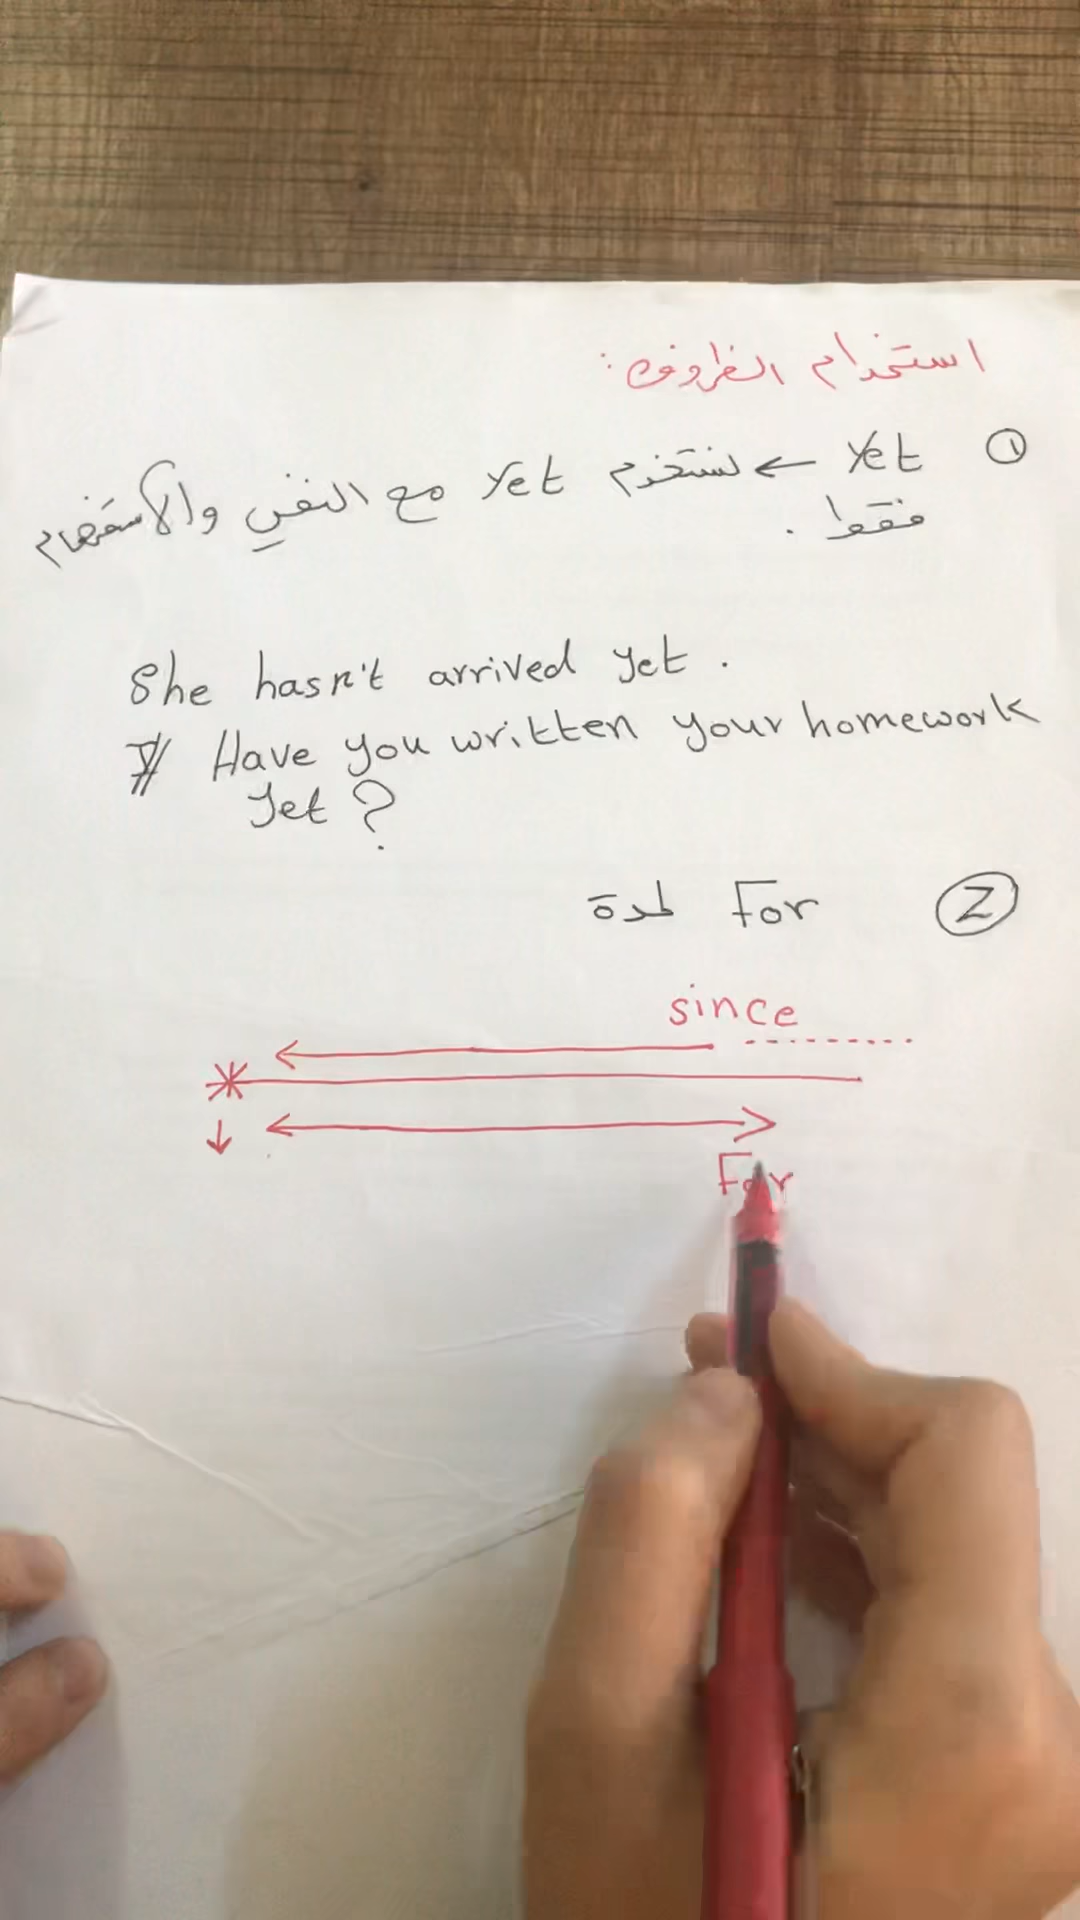 استخدام الظروف:
① Yet ← نستخدم Yet مع النفي والاستفهام
فقط .
She hasn't arrived yet .
Have you written your homework
Yet ?
② For لمدة
since
For